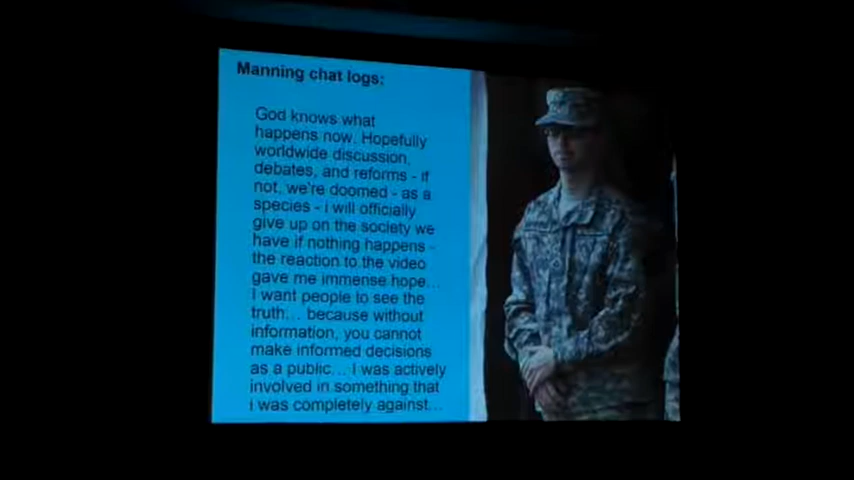 Manning chat logs:
God knows what
happens now. Hopefully
worldwide discussion,
debates, and reforms - if
not, we're doomed - as a
species - i will officially
give up on the society we
have if nothing happens -
the reaction to the video
gave me immense hope...
I want people to see the
truth... because without
information, you cannot
make informed decisions
as a public... I was actively
involved in something that
i was completely against...